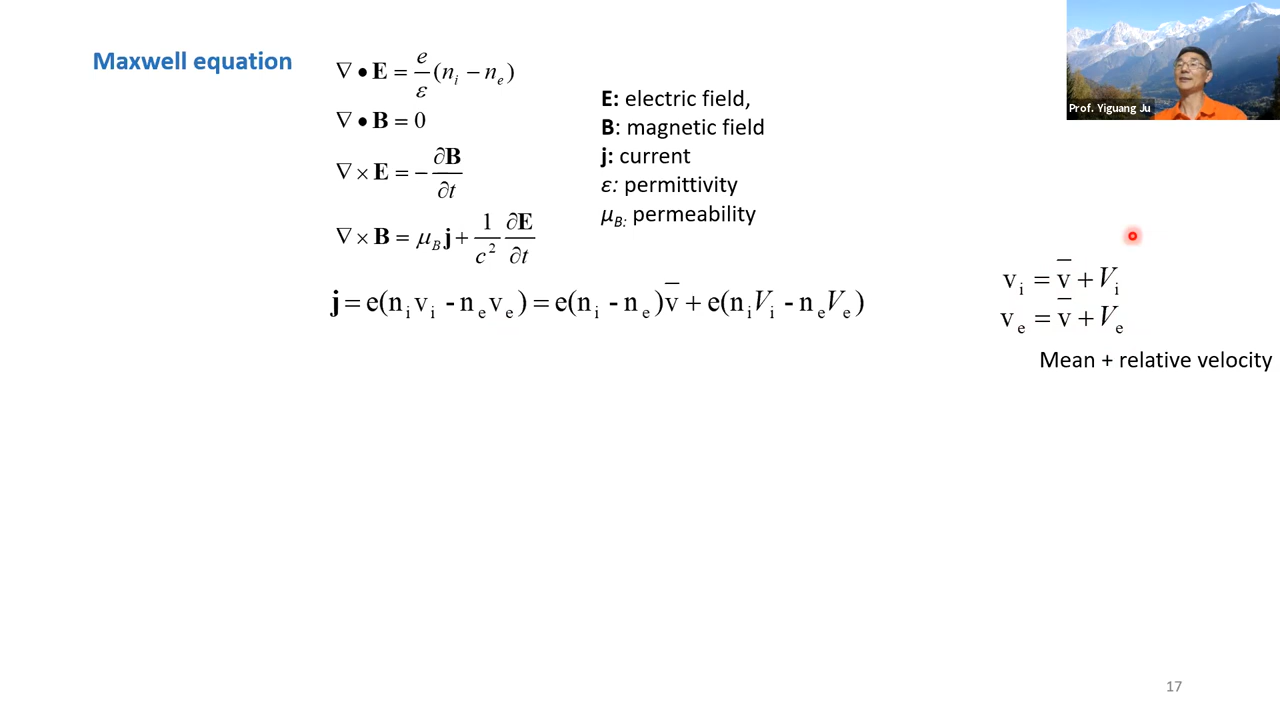 Maxwell equation
∇ • E = e/ε (n_i − n_e)
∇ • B = 0
∇ × E = − ∂B/∂t
∇ × B = μ_B j + 1/c² ∂E/∂t
j = e(n_i v_i - n_e v_e) = e(n_i - n_e)v̅ + e(n_i V_i - n_e V_e)
E: electric field,
B: magnetic field
j: current
ε: permittivity
μ_B: permeability
Prof. Yiguang Ju
v_i = v̅ + V_i
v_e = v̅ + V_e
Mean + relative velocity
17